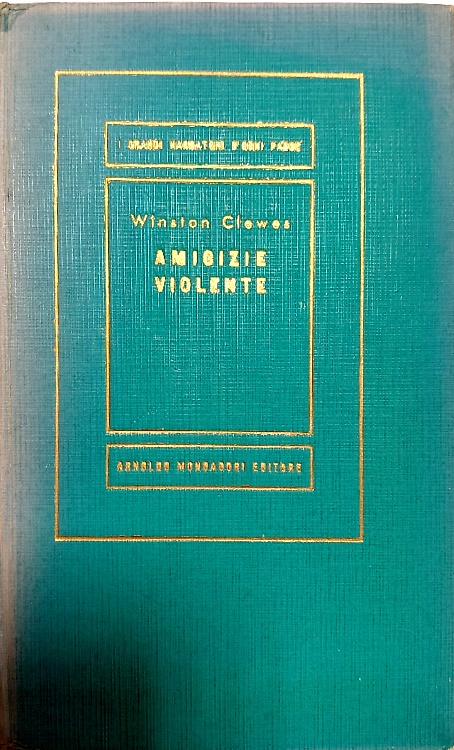 I GRANDI NARRATORI D'OGNI PAESE
Winston Clewes
AMICIZIE
VIOLENTE
ARNOLDO MONDADORI EDITORE